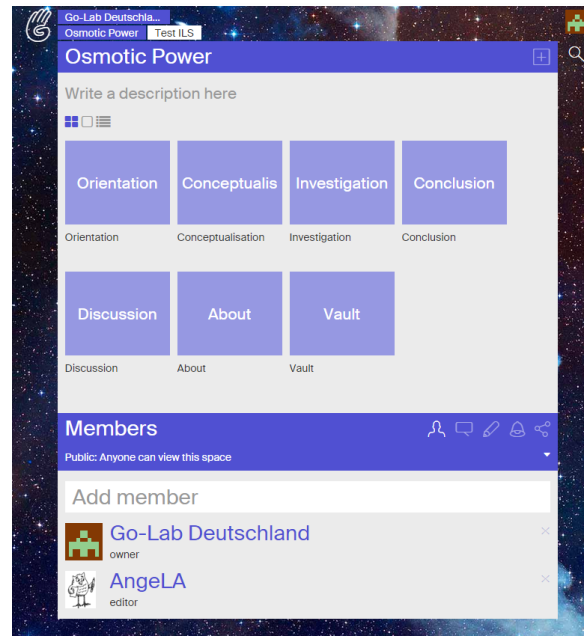 Go-Lab Deutschla...
Osmotic Power Test ILS
Osmotic Power
Write a description here
Orientation Conceptualis Investigation Conclusion
Orientation Conceptualisation Investigation Conclusion
Discussion About Vault
Discussion About Vault
Members
Public: Anyone can view this space
Add member
Go-Lab Deutschland
owner
AngeLA
editor